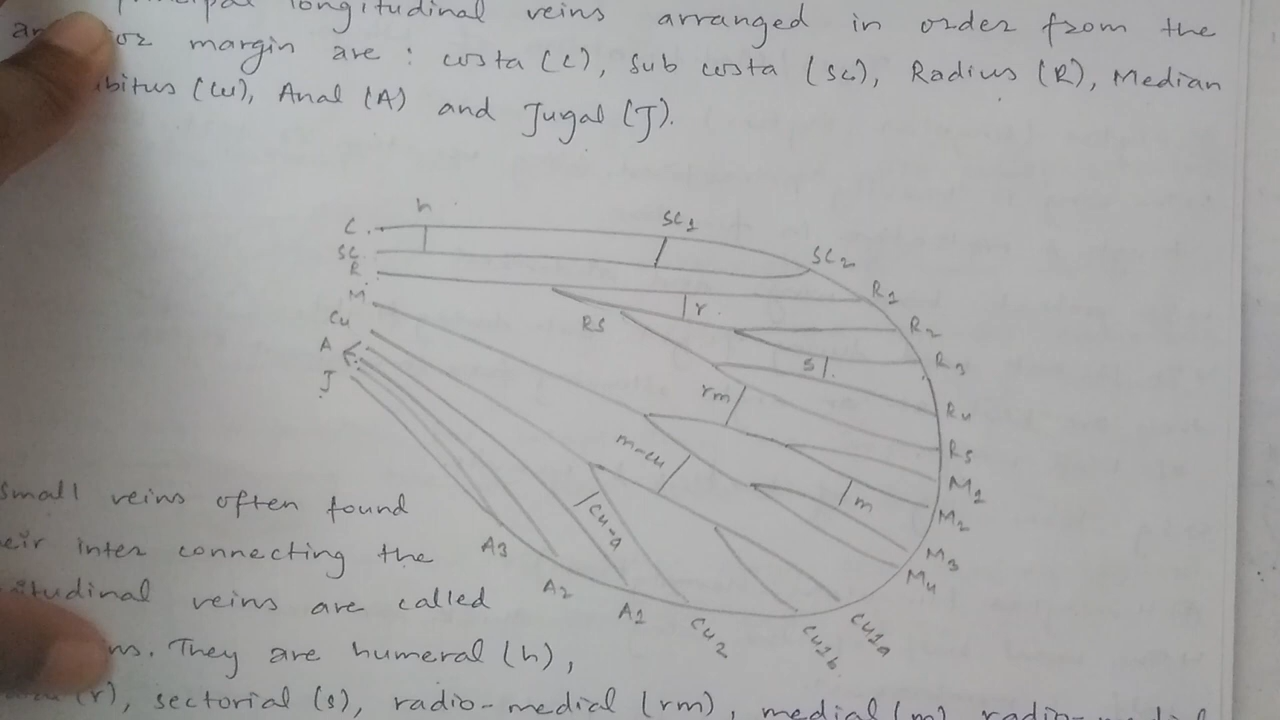 longitudinal veins arranged in order from the
margin are : costa (C), Sub costa (Sc), Radius (R), Median
(Cu), Anal (A) and Jugal (J).
h
C.
SC1
SC
SC2
R
R1
M
r.
R2
Cu
RS
R3
A
s
J
rm
R4
R5
m-cu
M1
m
M2
Small veins often found
cu-a
A3
M3
inter connecting the
M4
A2
veins are called
A1
Cu2
Cu1b
Cu1a
They are humeral (h),
(r), sectorial (s), radio-medial (rm), medial (m), radio-medial